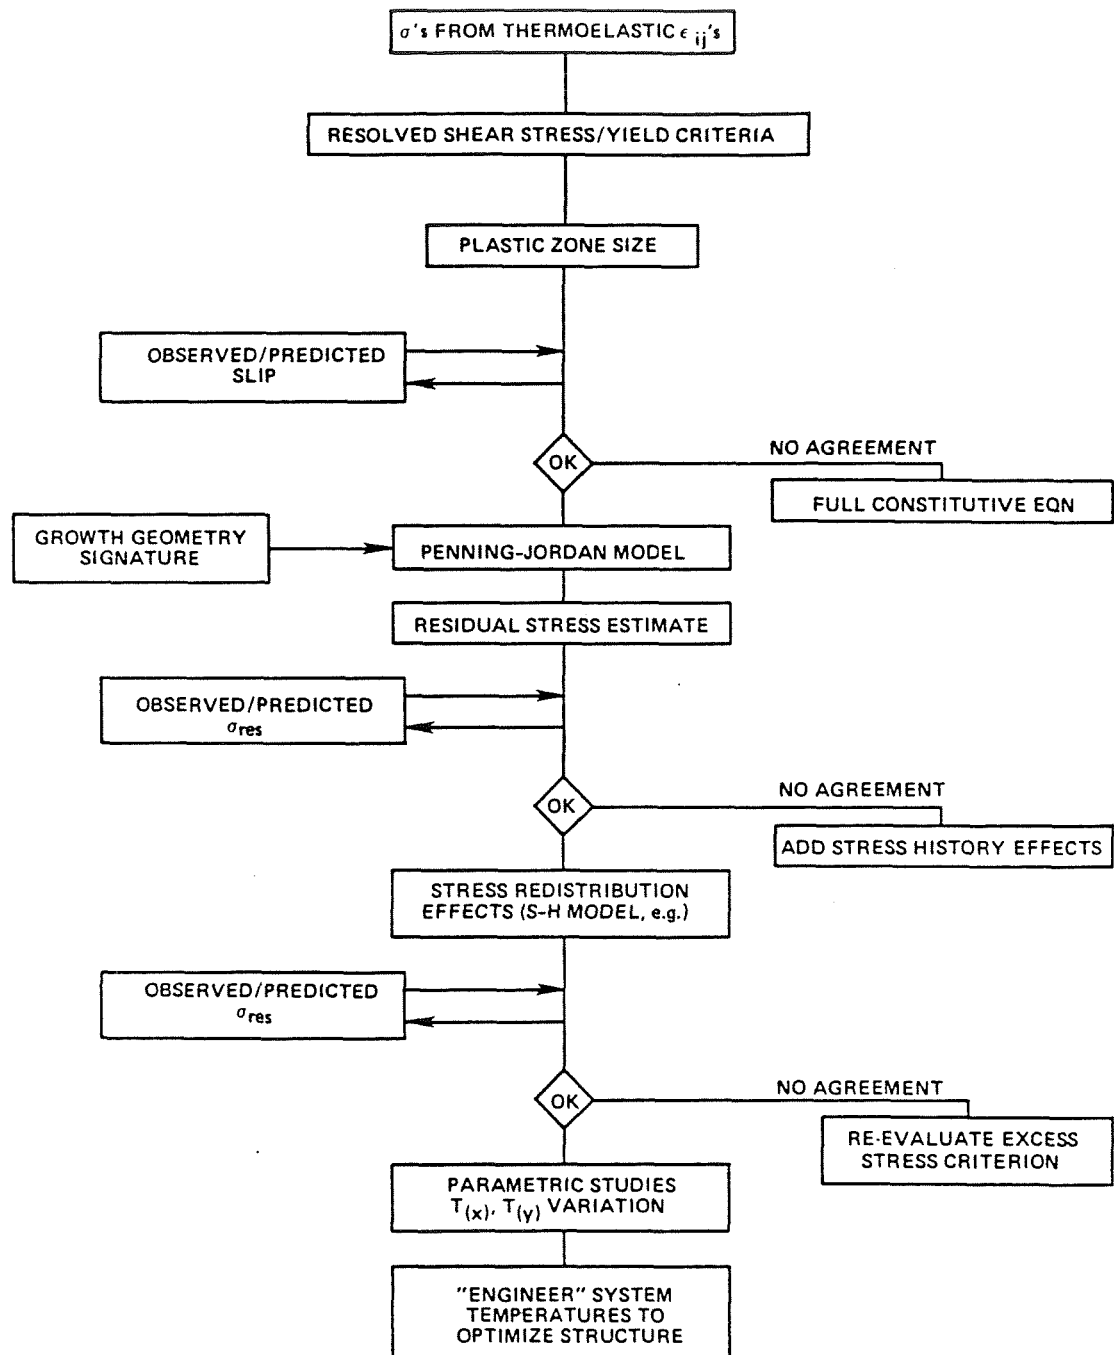 σ's FROM THERMOELASTIC ϵ ij's
RESOLVED SHEAR STRESS/YIELD CRITERIA
PLASTIC ZONE SIZE
OBSERVED/PREDICTED
SLIP
OK
NO AGREEMENT
FULL CONSTITUTIVE EQN
GROWTH GEOMETRY
SIGNATURE
PENNING-JORDAN MODEL
RESIDUAL STRESS ESTIMATE
OBSERVED/PREDICTED
σres
OK
NO AGREEMENT
ADD STRESS HISTORY EFFECTS
STRESS REDISTRIBUTION
EFFECTS (S-H MODEL, e.g.)
OBSERVED/PREDICTED
σres
OK
NO AGREEMENT
RE-EVALUATE EXCESS
STRESS CRITERION
PARAMETRIC STUDIES
T(x), T(y) VARIATION
"ENGINEER" SYSTEM
TEMPERATURES TO
OPTIMIZE STRUCTURE